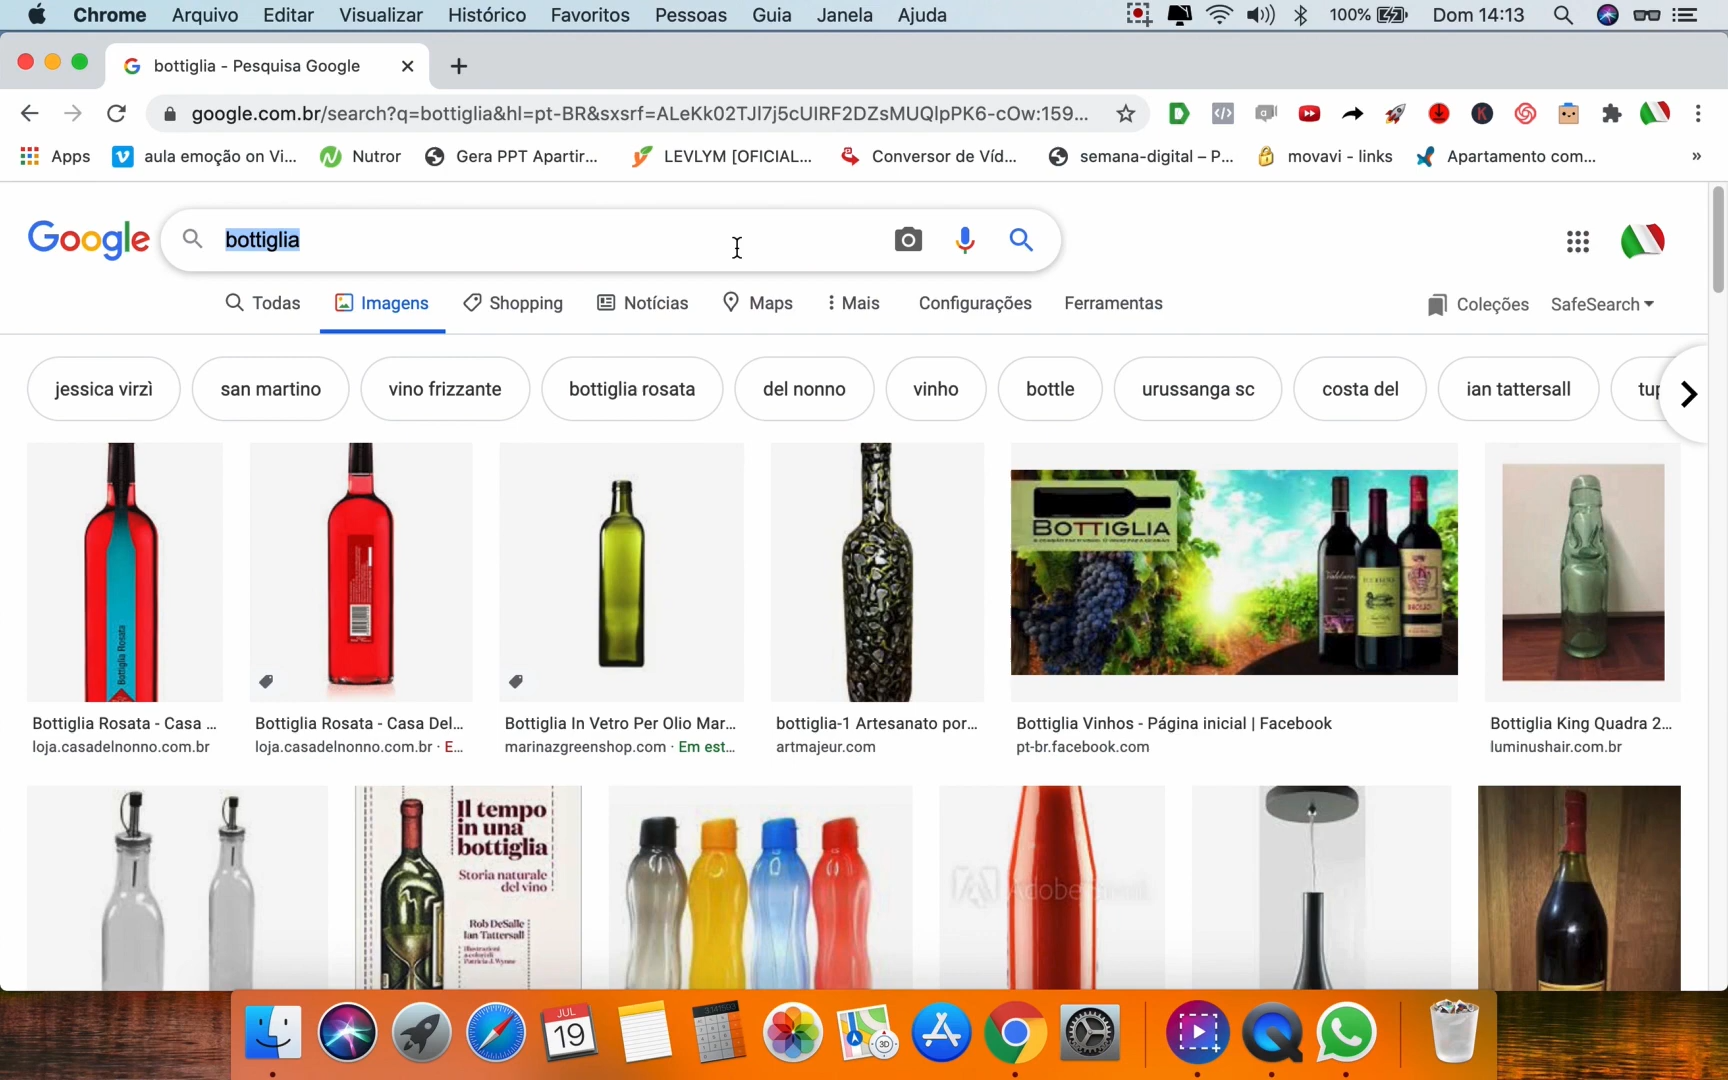 Chrome Arquivo Editar Visualizar Histórico Favoritos Pessoas Guia Janela Ajuda 100% Dom 14:13
bottiglia - Pesquisa Google
google.com.br/search?q=bottiglia&hl=pt-BR&sxsrf=ALeKk02TJl7j5cUIRF2DZsMUQlpPK6-cOw:159...
Apps aula emoção on Vi... Nutror Gera PPT Apartir... LEVLYM [OFICIAL... Conversor de Víd... semana-digital – P... movavi - links Apartamento com... »
Google bottiglia
Todas Imagens Shopping Notícias Maps Mais Configurações Ferramentas Coleções SafeSearch
jessica virzì san martino vino frizzante bottiglia rosata del nonno vinho bottle urussanga sc costa del ian tattersall tup
Bottiglia Rosata
BOTTIGLIA
Bottiglia Rosata - Casa ... Bottiglia Rosata - Casa Del... Bottiglia In Vetro Per Olio Mar... bottiglia-1 Artesanato por... Bottiglia Vinhos - Página inicial | Facebook Bottiglia King Quadra 2...
loja.casadelnonno.com.br loja.casadelnonno.com.br · E... marinazgreenshop.com · Em est... artmajeur.com pt-br.facebook.com luminushair.com.br
Il tempo
in una
bottiglia
Storia naturale
del vino
Rob DeSalle
Ian Tattersall
JUL
19
3D